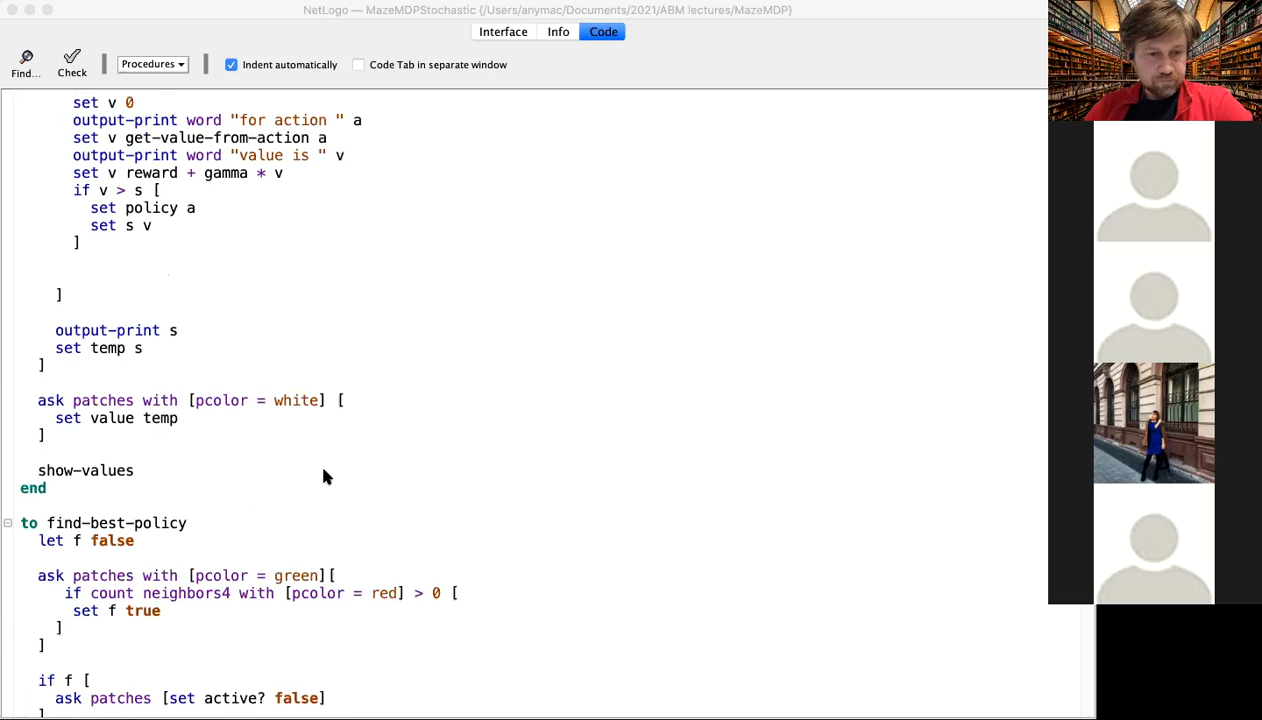 NetLogo — MazeMDPStochastic {/Users/anymac/Documents/2021/ABM lectures/MazeMDP}
Interface Info Code
Find... Check Procedures Indent automatically Code Tab in separate window
set v 0
output-print word "for action " a
set v get-value-from-action a
output-print word "value is " v
set v reward + gamma * v
if v > s [
set policy a
set s v
]
]
output-print s
set temp s
]
ask patches with [pcolor = white] [
set value temp
]
show-values
end
to find-best-policy
let f false
ask patches with [pcolor = green][
if count neighbors4 with [pcolor = red] > 0 [
set f true
]
]
if f [
ask patches [set active? false]
]